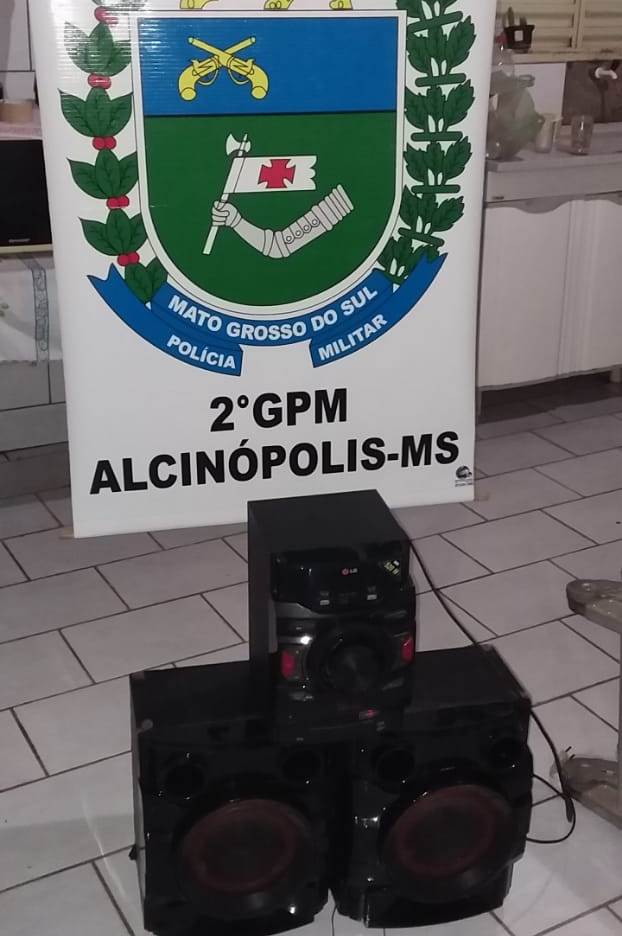 MATO GROSSO DO SUL
POLÍCIA MILITAR
2°GPM
ALCINÓPOLIS-MS
LG